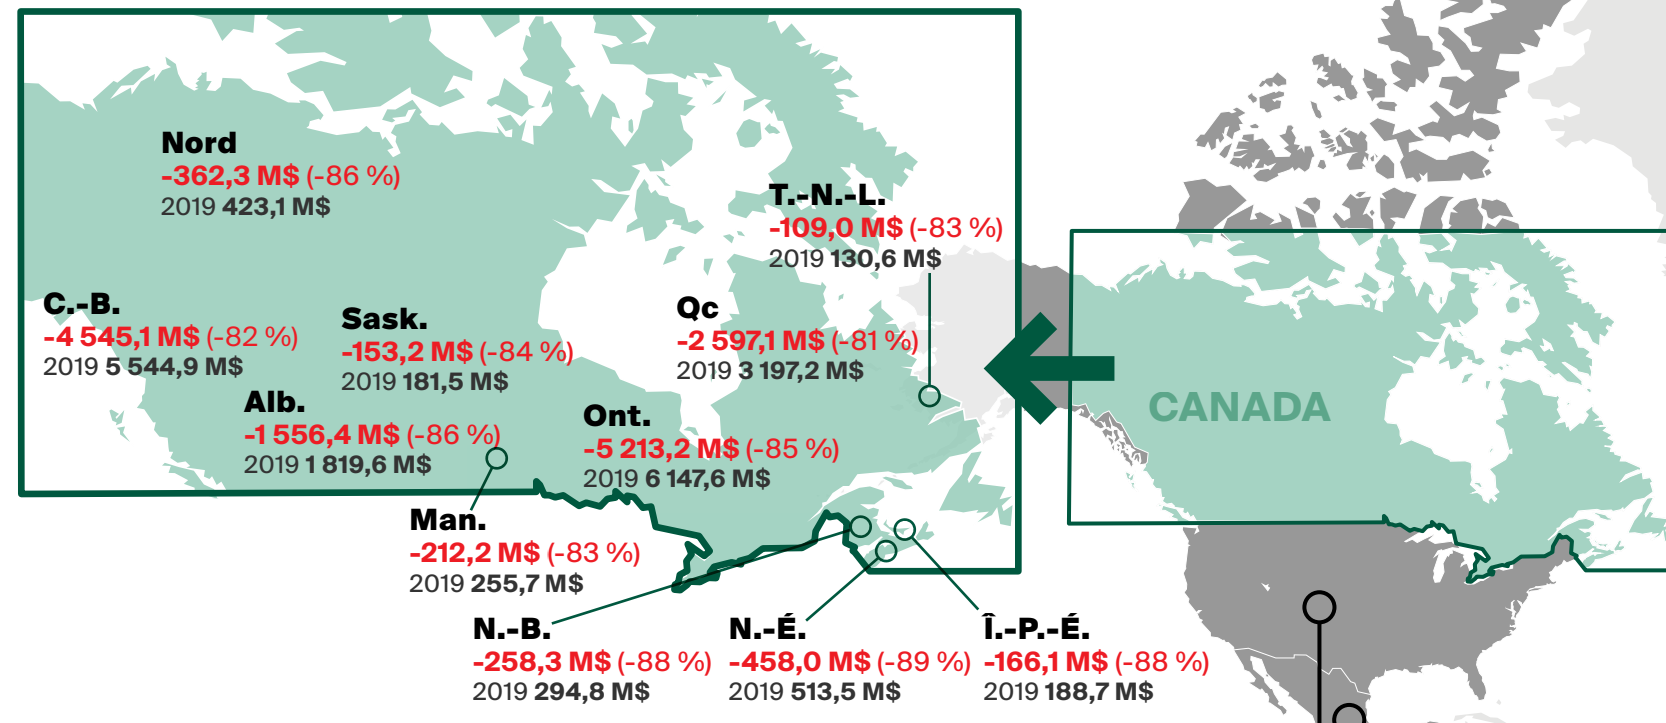 Nord
-362,3 M$ (-86 %)
2019 423,1 M$
T.-N.-L.
-109,0 M$ (-83 %)
2019 130,6 M$
C.-B.
-4 545,1 M$ (-82 %)
2019 5 544,9 M$
Sask.
-153,2 M$ (-84 %)
2019 181,5 M$
Qc
-2 597,1 M$ (-81 %)
2019 3 197,2 M$
Alb.
-1 556,4 M$ (-86 %)
2019 1 819,6 M$
Ont.
-5 213,2 M$ (-85 %)
2019 6 147,6 M$
CANADA
Man.
-212,2 M$ (-83 %)
2019 255,7 M$
N.-B.
-258,3 M$ (-88 %)
2019 294,8 M$
N.-É.
-458,0 M$ (-89 %)
2019 513,5 M$
Î.-P.-É.
-166,1 M$ (-88 %)
2019 188,7 M$